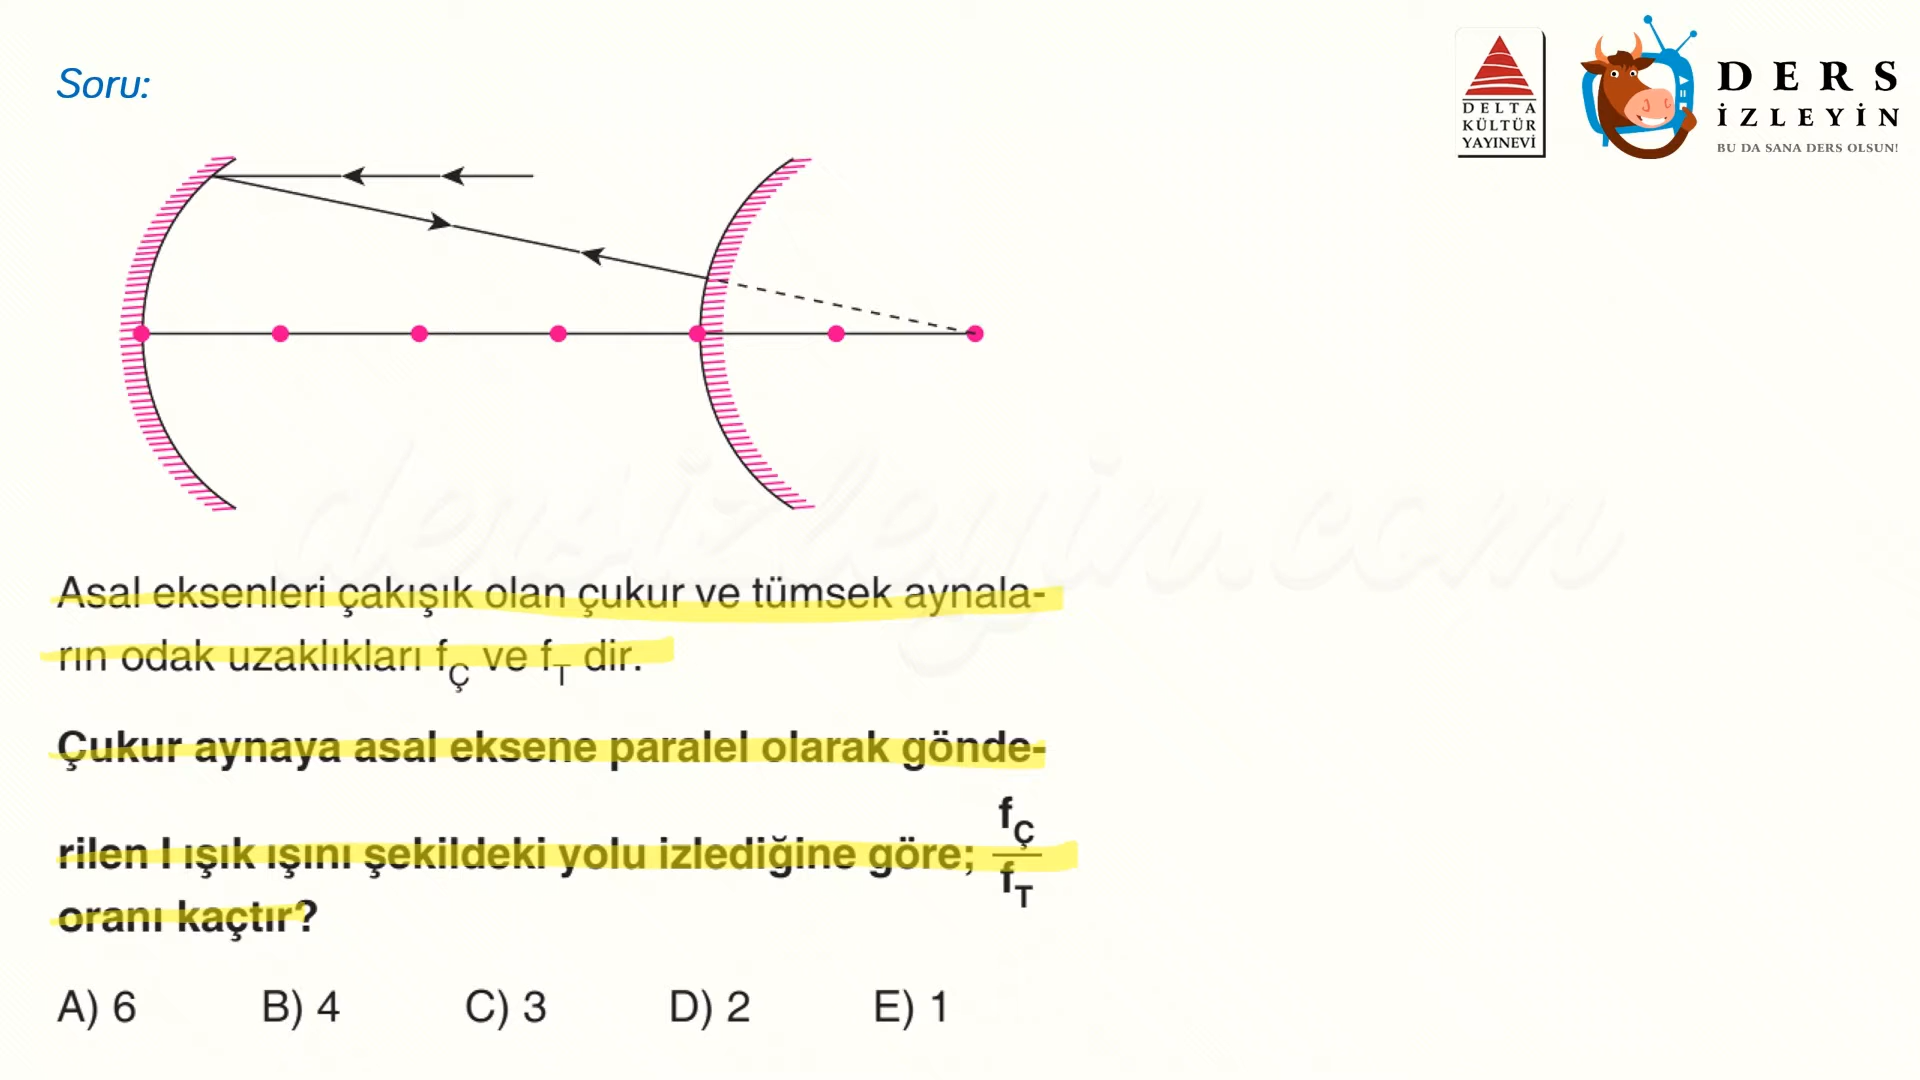 Soru:
DELTA
KÜLTÜR
YAYINEVİ
DERS
İZLEYİN
BU DA SANA DERS OLSUN!
dersizleyin.com
Asal eksenleri çakışık olan çukur ve tümsek aynala-
rın odak uzaklıkları fÇ ve fT dir.
Çukur aynaya asal eksene paralel olarak gönde-
rilen I ışık ışını şekildeki yolu izlediğine göre; fÇ/fT
oranı kaçtır?
A) 6 B) 4 C) 3 D) 2 E) 1